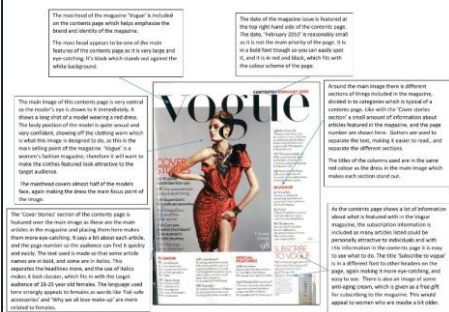 The masthead of the magazine 'Vogue' is included
on the contents page which helps emphasize the
brand and identity of the magazine.
The mast head appears to be one of the main
features of the contents page as it is very large and
eye-catching. It's black which stand out against the
white background.
The date of the magazine issue is featured at
the top right hand side of the contents page.
The date, 'February 2010' is reasonably small
as it is not the main priority of the page. It is
in a bold font though so you can easily spot
it, and it is in red and black, which fits with
the colour scheme of the page.
The main image of this contents page is very central
so the reader's eye is drawn to it immediately. It
shows a long shot of a model wearing a red dress.
The body position of the model is quite sexual and
very confident, showing off the clothing worn which
is what this image is designed to do, as this is the
main selling point of the magazine. 'Vogue' is a
women's fashion magazine, therefore it will want to
make the clothes featured look attractive to the
target audience.
The masthead covers almost half of the model's
face, again making the dress the main focus point of
the image.
The 'Cover Stories' section of the contents page is
featured over the main image as these are the main
articles in the magazine and placing them here makes
them more eye-catching. It says a bit about each article,
and the page number so the audience can find it quickly
and easily. The text used is made so that some article
names are in bold, and some are in italics. This
separates the headlines more, and the use of italics
makes it look classier, which fits in with the target
audience of 18-25 year old females. The language used
here strongly appeals to females as words like 'Fail-safe
accessories' and 'Why we all love make-up' are more
related to females.
vogue
CONTENTS FEBRUARY 2010
COVER
STORIES
FASHION
SPECIAL
FEATURES
SUBSCRIBE
TO VOGUE
Around the main image there is different
sections of things included in the magazine,
divided in to categories which is typical of a
contents page. Like with the 'Cover stories
section' a small amount of information about
articles featured in the magazine, and the page
number are shown here. Gutters are used to
separate the text, making it easier to read, and
separate the different sections.
The titles of the columns used are in the same
red colour as the dress in the main image which
makes each section stand out.
As the contents page shows a lot of information
about what is featured with in the Vogue
magazine, the subscription information is
included as many articles listed could be
personally attractive to individuals and with
this information in the contents page it is easy
to see what to do. The title 'Subscribe to vogue'
is in a different font to other headers on the
page, again making it more eye-catching, and
easy to see. There is also an image of some
anti-aging cream, which is given as a free gift
for subscribing to the magazine. This would
appeal to women who are maybe a bit older.